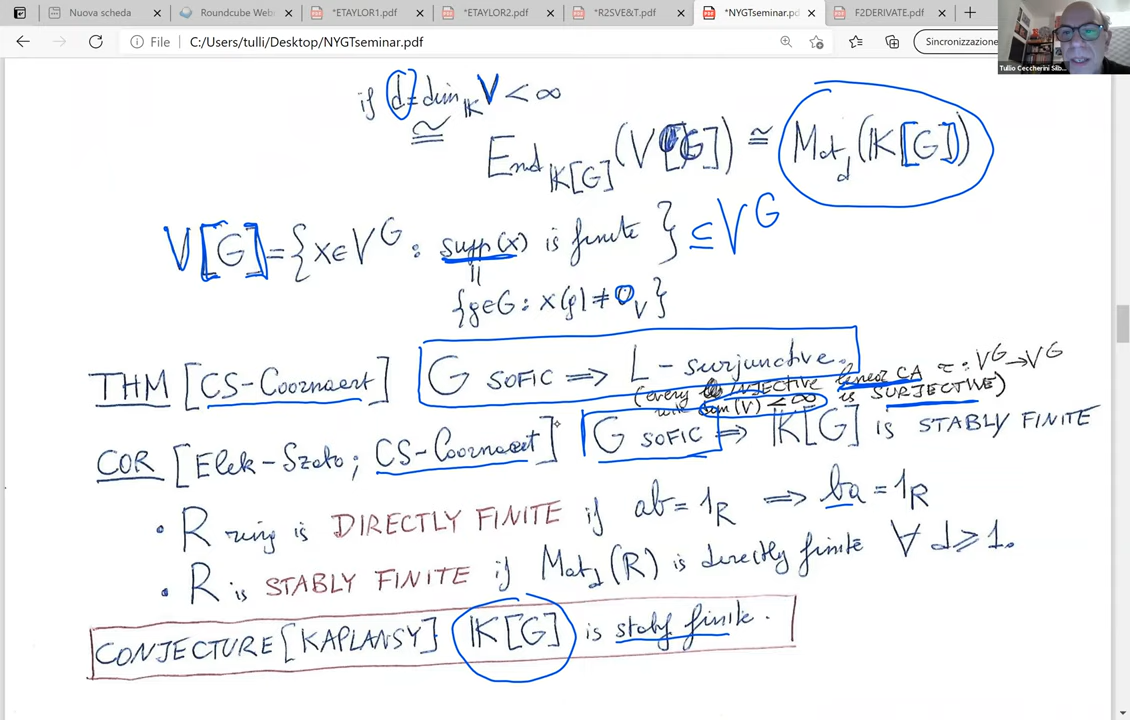 Nuova scheda
Roundcube Web
*ETAYLOR1.pdf
*ETAYLOR2.pdf
*R2SVE&T.pdf
*NYGTseminar.pd
F2DERIVATE.pdf
File C:/Users/tulli/Desktop/NYGTseminar.pdf
Sincronizzazione
Tullio Ceccherini Silb...
if d = dim_K V < ∞
≅
End_{K[G]}(V[G]) ≅ Mat_d(K[G])
V[G] = {x ∈ V^G : supp(x) is finite} ⊆ V^G
||
{g∈G : x(g) ≠ 0_V}
THM [CS-Coornaert] G SOFIC ⟹ L-surjunctive.
(every INJECTIVE linear CA τ: V^G → V^G
with dim(V) < ∞ is SURJECTIVE)
COR [Elek-Szabo; CS-Coornaert] G SOFIC ⟹ K[G] is STABLY FINITE
• R ring is DIRECTLY FINITE if ab = 1_R ⟹ ba = 1_R
• R is STABLY FINITE if Mat_d(R) is directly finite ∀ d ≥ 1.
CONJECTURE [KAPLANSY] K[G] is stably finite.